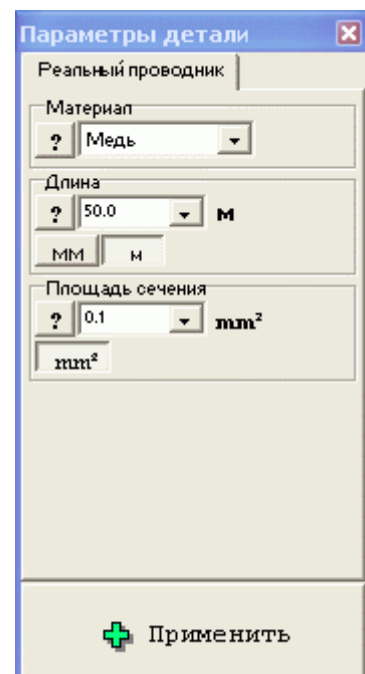 Параметры детали
Реальный проводник
Материал
? Медь
Длина
? 50.0 м
мм м
Площадь сечения
? 0.1 mm²
mm²
Применить